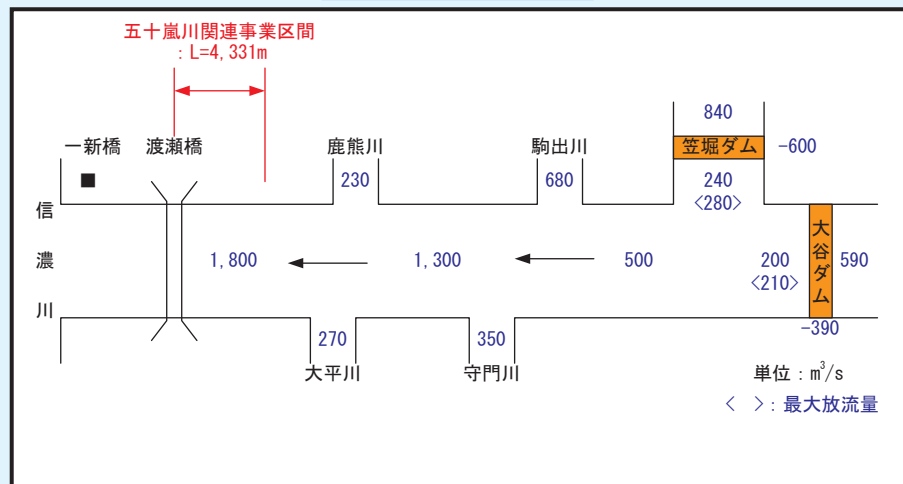 五十嵐川関連事業区間
：L=4,331m
840
一新橋
渡瀬橋
鹿熊川
駒出川
笠堀ダム
-600
230
680
240
<280>
信濃川
大谷ダム
1,800
1,300
500
200
590
<210>
-390
270
350
大平川
守門川
単位：m³/s
< >：最大放流量